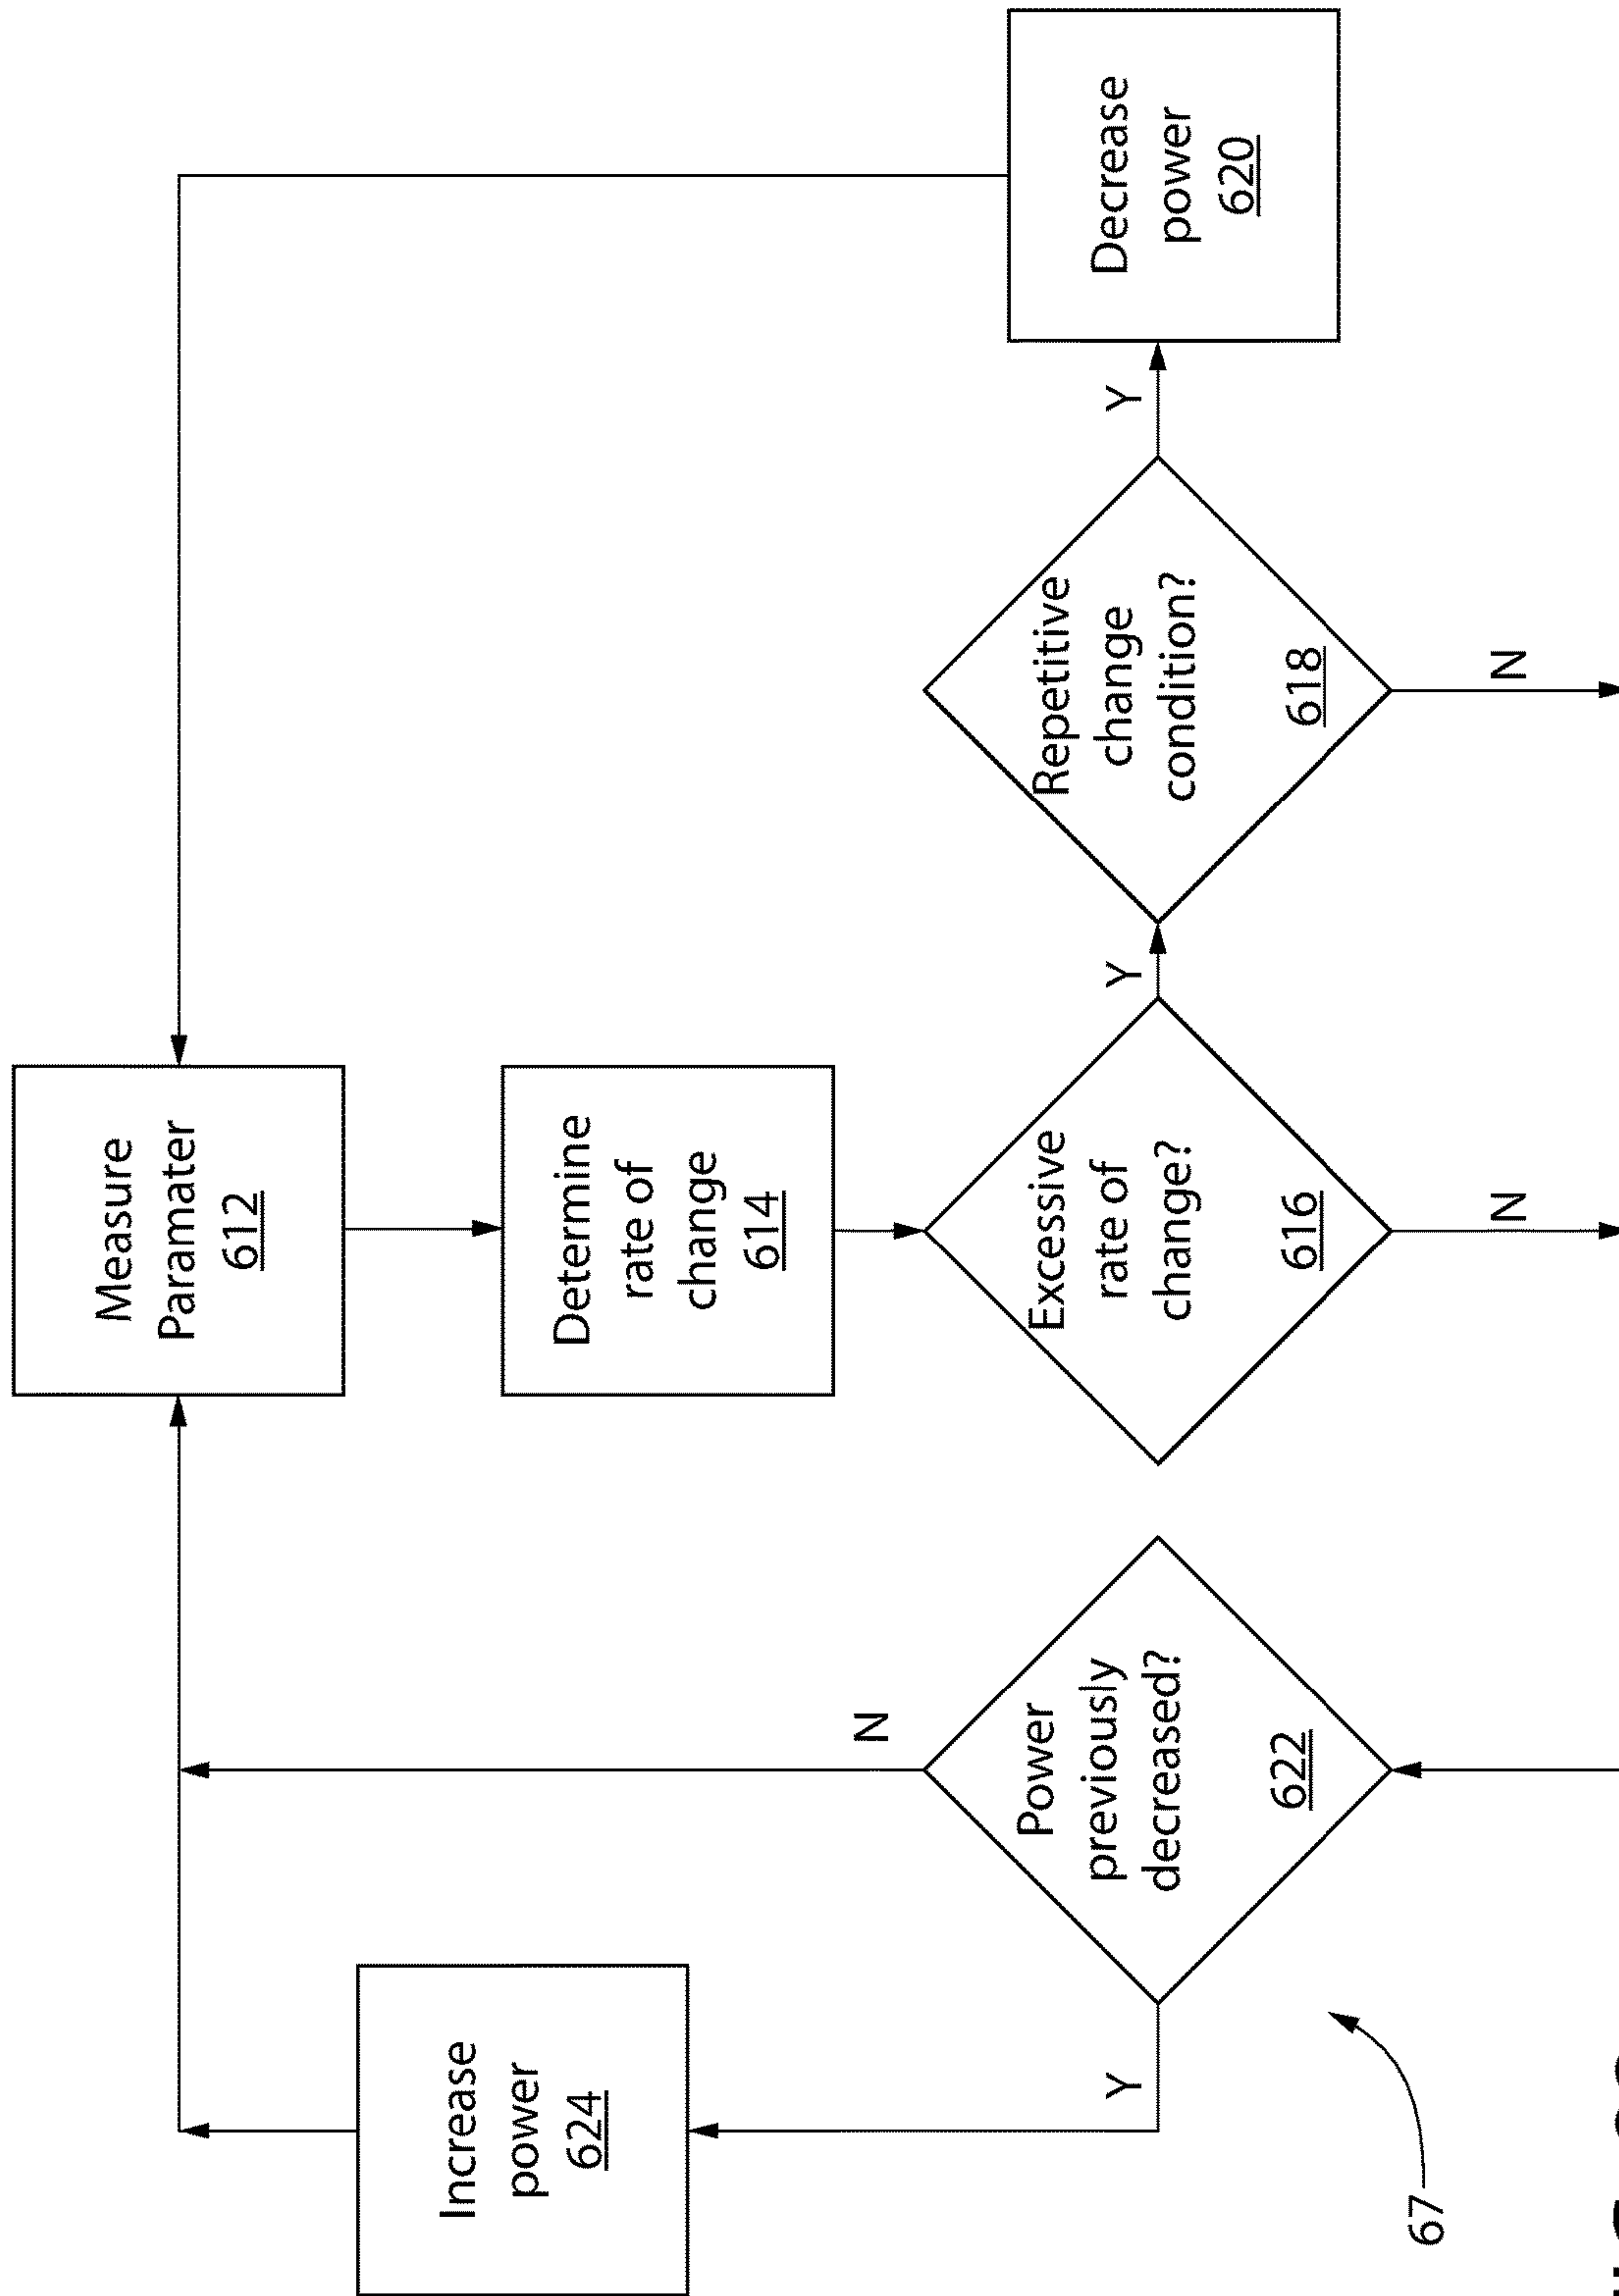 Measure
Paramater
612
Determine
rate of
change
614
Excessive
rate of
change?
616
Y
N
Repetitive
change
condition?
618
Y
N
Decrease
power
620
Power
previously
decreased?
622
N
Y
Increase
power
624
67